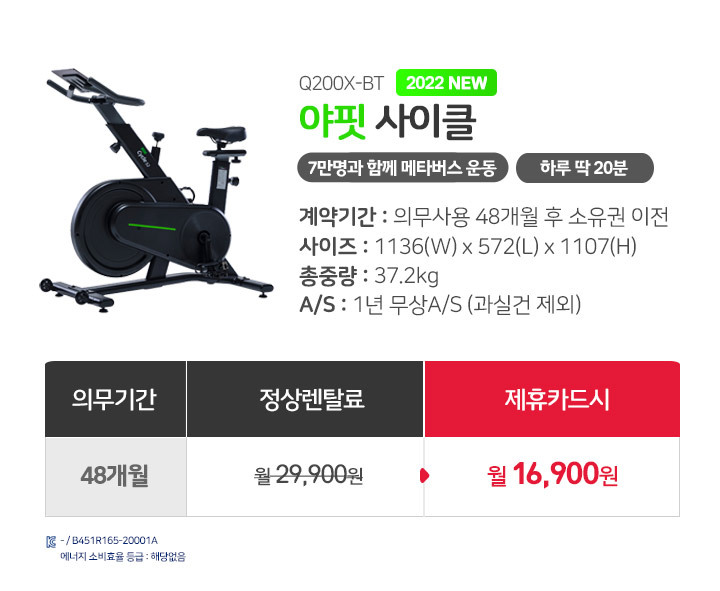 Q200X-BT 2022 NEW
야핏 사이클
7만명과 함께 메타버스 운동 하루 딱 20분
계약기간 : 의무사용 48개월 후 소유권 이전
사이즈 : 1136(W) x 572(L) x 1107(H)
총중량 : 37.2kg
A/S : 1년 무상A/S (과실건 제외)
의무기간 정상렌탈료 제휴카드시
48개월 월 29,900원 월 16,900원
- / B451R165-20001A
에너지 소비효율 등급 : 해당없음